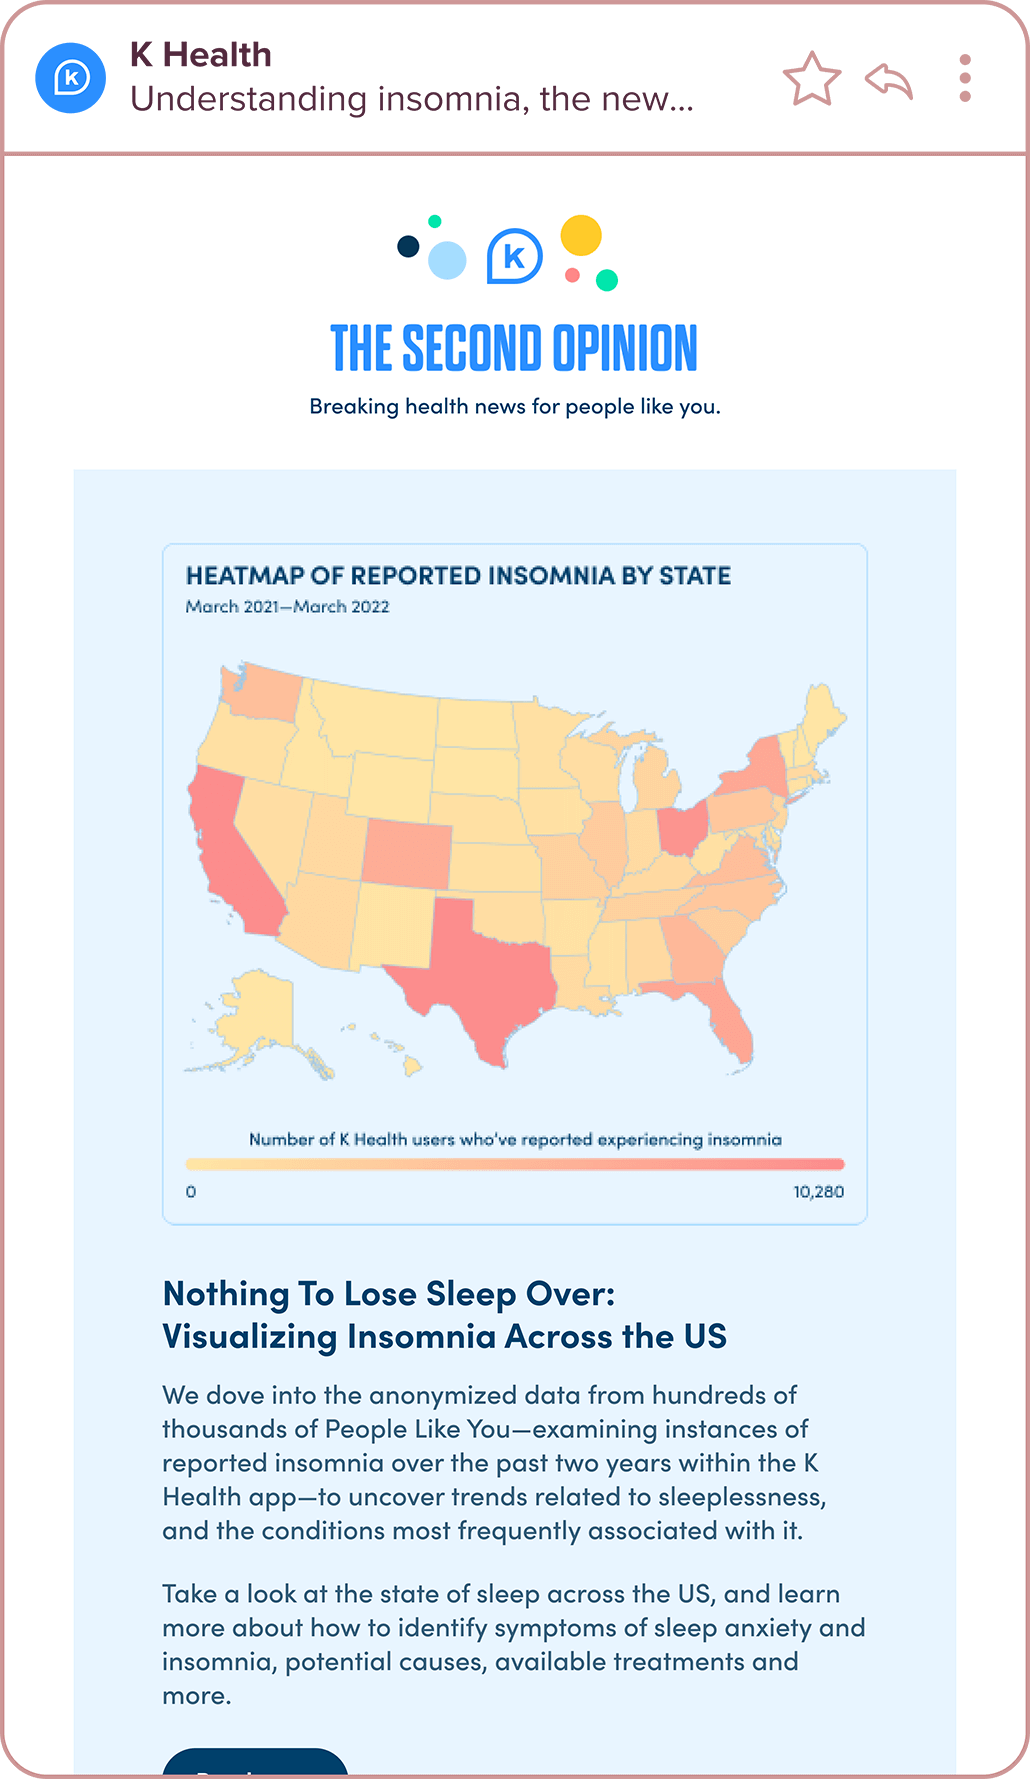 K Health
Understanding insomnia, the new...
THE SECOND OPINION
Breaking health news for people like you.
HEATMAP OF REPORTED INSOMNIA BY STATE
March 2021—March 2022
Number of K Health users who've reported experiencing insomnia
0
10,280
Nothing To Lose Sleep Over:
Visualizing Insomnia Across the US
We dove into the anonymized data from hundreds of
thousands of People Like You—examining instances of
reported insomnia over the past two years within the K
Health app—to uncover trends related to sleeplessness,
and the conditions most frequently associated with it.
Take a look at the state of sleep across the US, and learn
more about how to identify symptoms of sleep anxiety and
insomnia, potential causes, available treatments and
more.